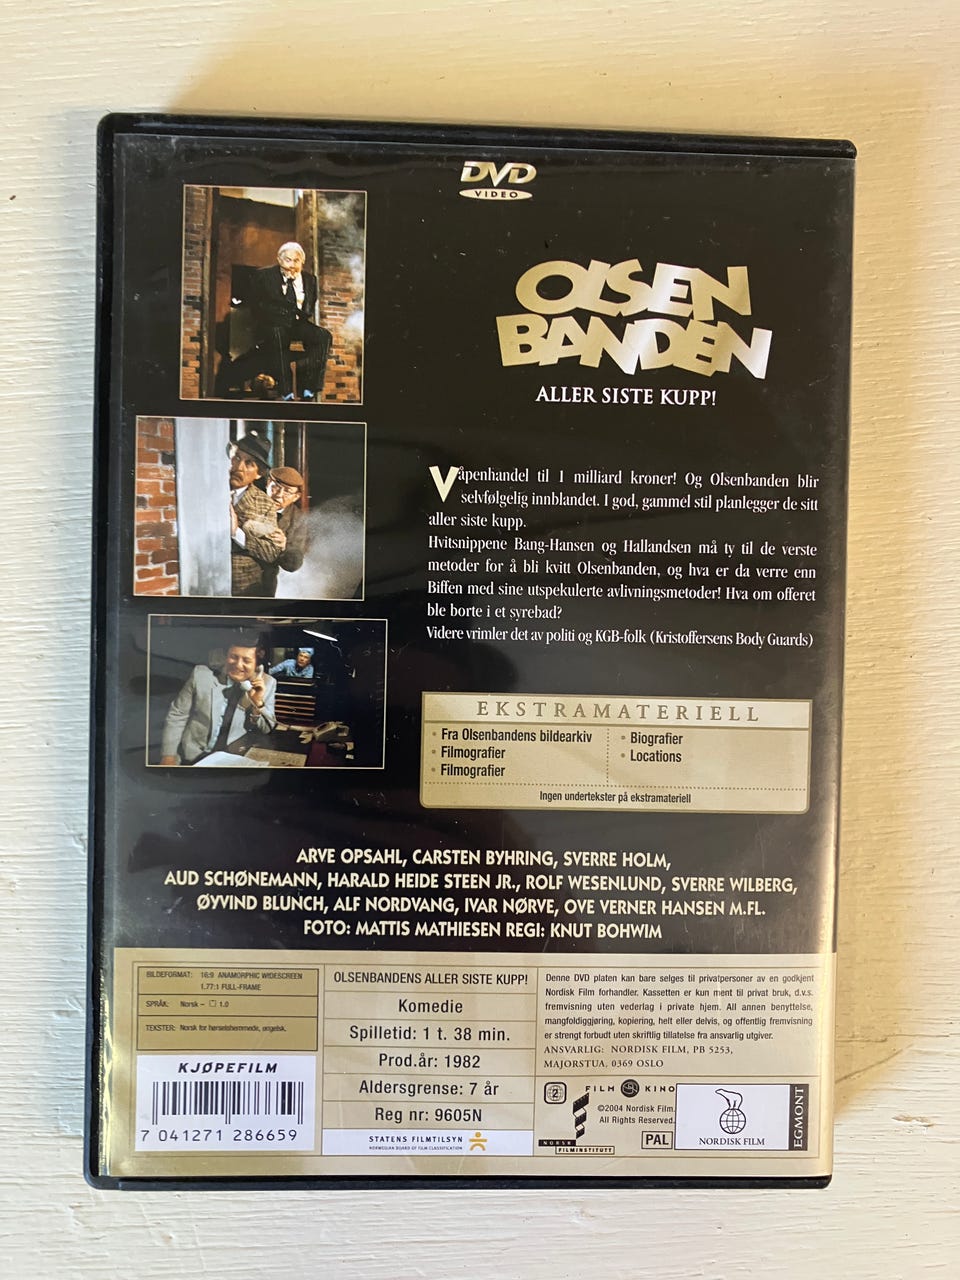 DVD
VIDEO
OLSEN
BANDEN
ALLER SISTE KUPP!
Våpenhandel til 1 milliard kroner! Og Olsenbanden blir
selvfølgelig innblandet. I god, gammel stil planlegger de sitt
aller siste kupp.
Hvitsnippene Bang-Hansen og Hallandsen må ty til de verste
metoder for å bli kvitt Olsenbanden, og hva er da verre enn
Biffen med sine utspekulerte avlivningsmetoder! Hva om offeret
ble borte i et syrebad?
Videre vrimler det av politi og KGB-folk (Kristoffersens Body Guards)
EKSTRAMATERIELL
• Fra Olsenbandens bildearkiv
• Filmografier
• Filmografier
• Biografier
• Locations
Ingen undertekster på ekstramateriell
ARVE OPSAHL, CARSTEN BYHRING, SVERRE HOLM,
AUD SCHØNEMANN, HARALD HEIDE STEEN JR., ROLF WESENLUND, SVERRE WILBERG,
ØYVIND BLUNCH, ALF NORDVANG, IVAR NØRVE, OVE VERNER HANSEN M.FL.
FOTO: MATTIS MATHIESEN REGI: KNUT BOHWIM
BILDEFORMAT: 16:9 ANAMORPHIC WIDESCREEN
1.77:1 FULL-FRAME
SPRÅK: Norsk – 1.0
TEKSTER: Norsk for hørselshemmede, engelsk.
KJØPEFILM
7 041271 286659
OLSENBANDENS ALLER SISTE KUPP!
Komedie
Spilletid: 1 t. 38 min.
Prod.år: 1982
Aldersgrense: 7 år
Reg nr: 9605N
STATENS FILMTILSYN
NORWEGIAN BOARD OF FILM CLASSIFICATION
Denne DVD platen kan bare selges til privatpersoner av en godkjent
Nordisk Film forhandler. Kassetten er kun ment til privat bruk, d.v.s.
fremvisning uten vederlag i private hjem. All annen benyttelse,
mangfoldiggjøring, kopiering, helt eller delvis, og offentlig fremvisning
er strengt forbudt uten skriftlig tillatelse fra ansvarlig utgiver.
ANSVARLIG: NORDISK FILM, PB 5253,
MAJORSTUA, 0369 OSLO
2
FILM KINO
©2004 Nordisk Film.
All Rights Reserved.
NORSK
FILMINSTITUTT
PAL
NORDISK FILM
EGMONT